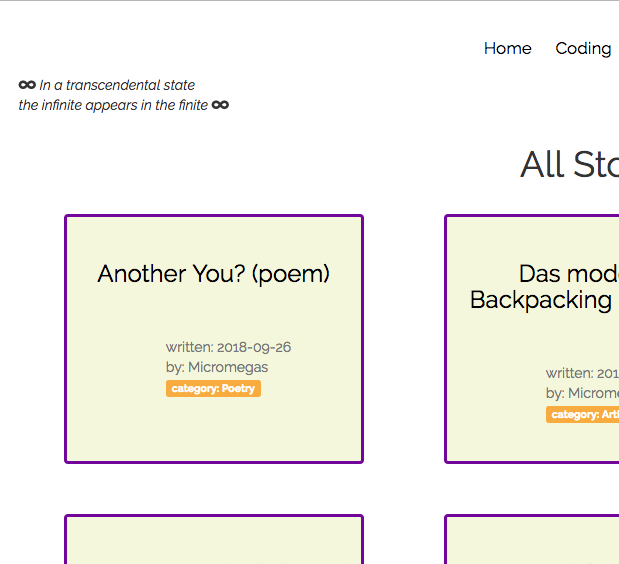 Home Coding
∞ In a transcendental state
the infinite appears in the finite ∞
All Sto
Another You? (poem)
written: 2018-09-26
by: Micromegas
category: Poetry
Das mod
Backpacking
written: 201
by: Microme
category: Art